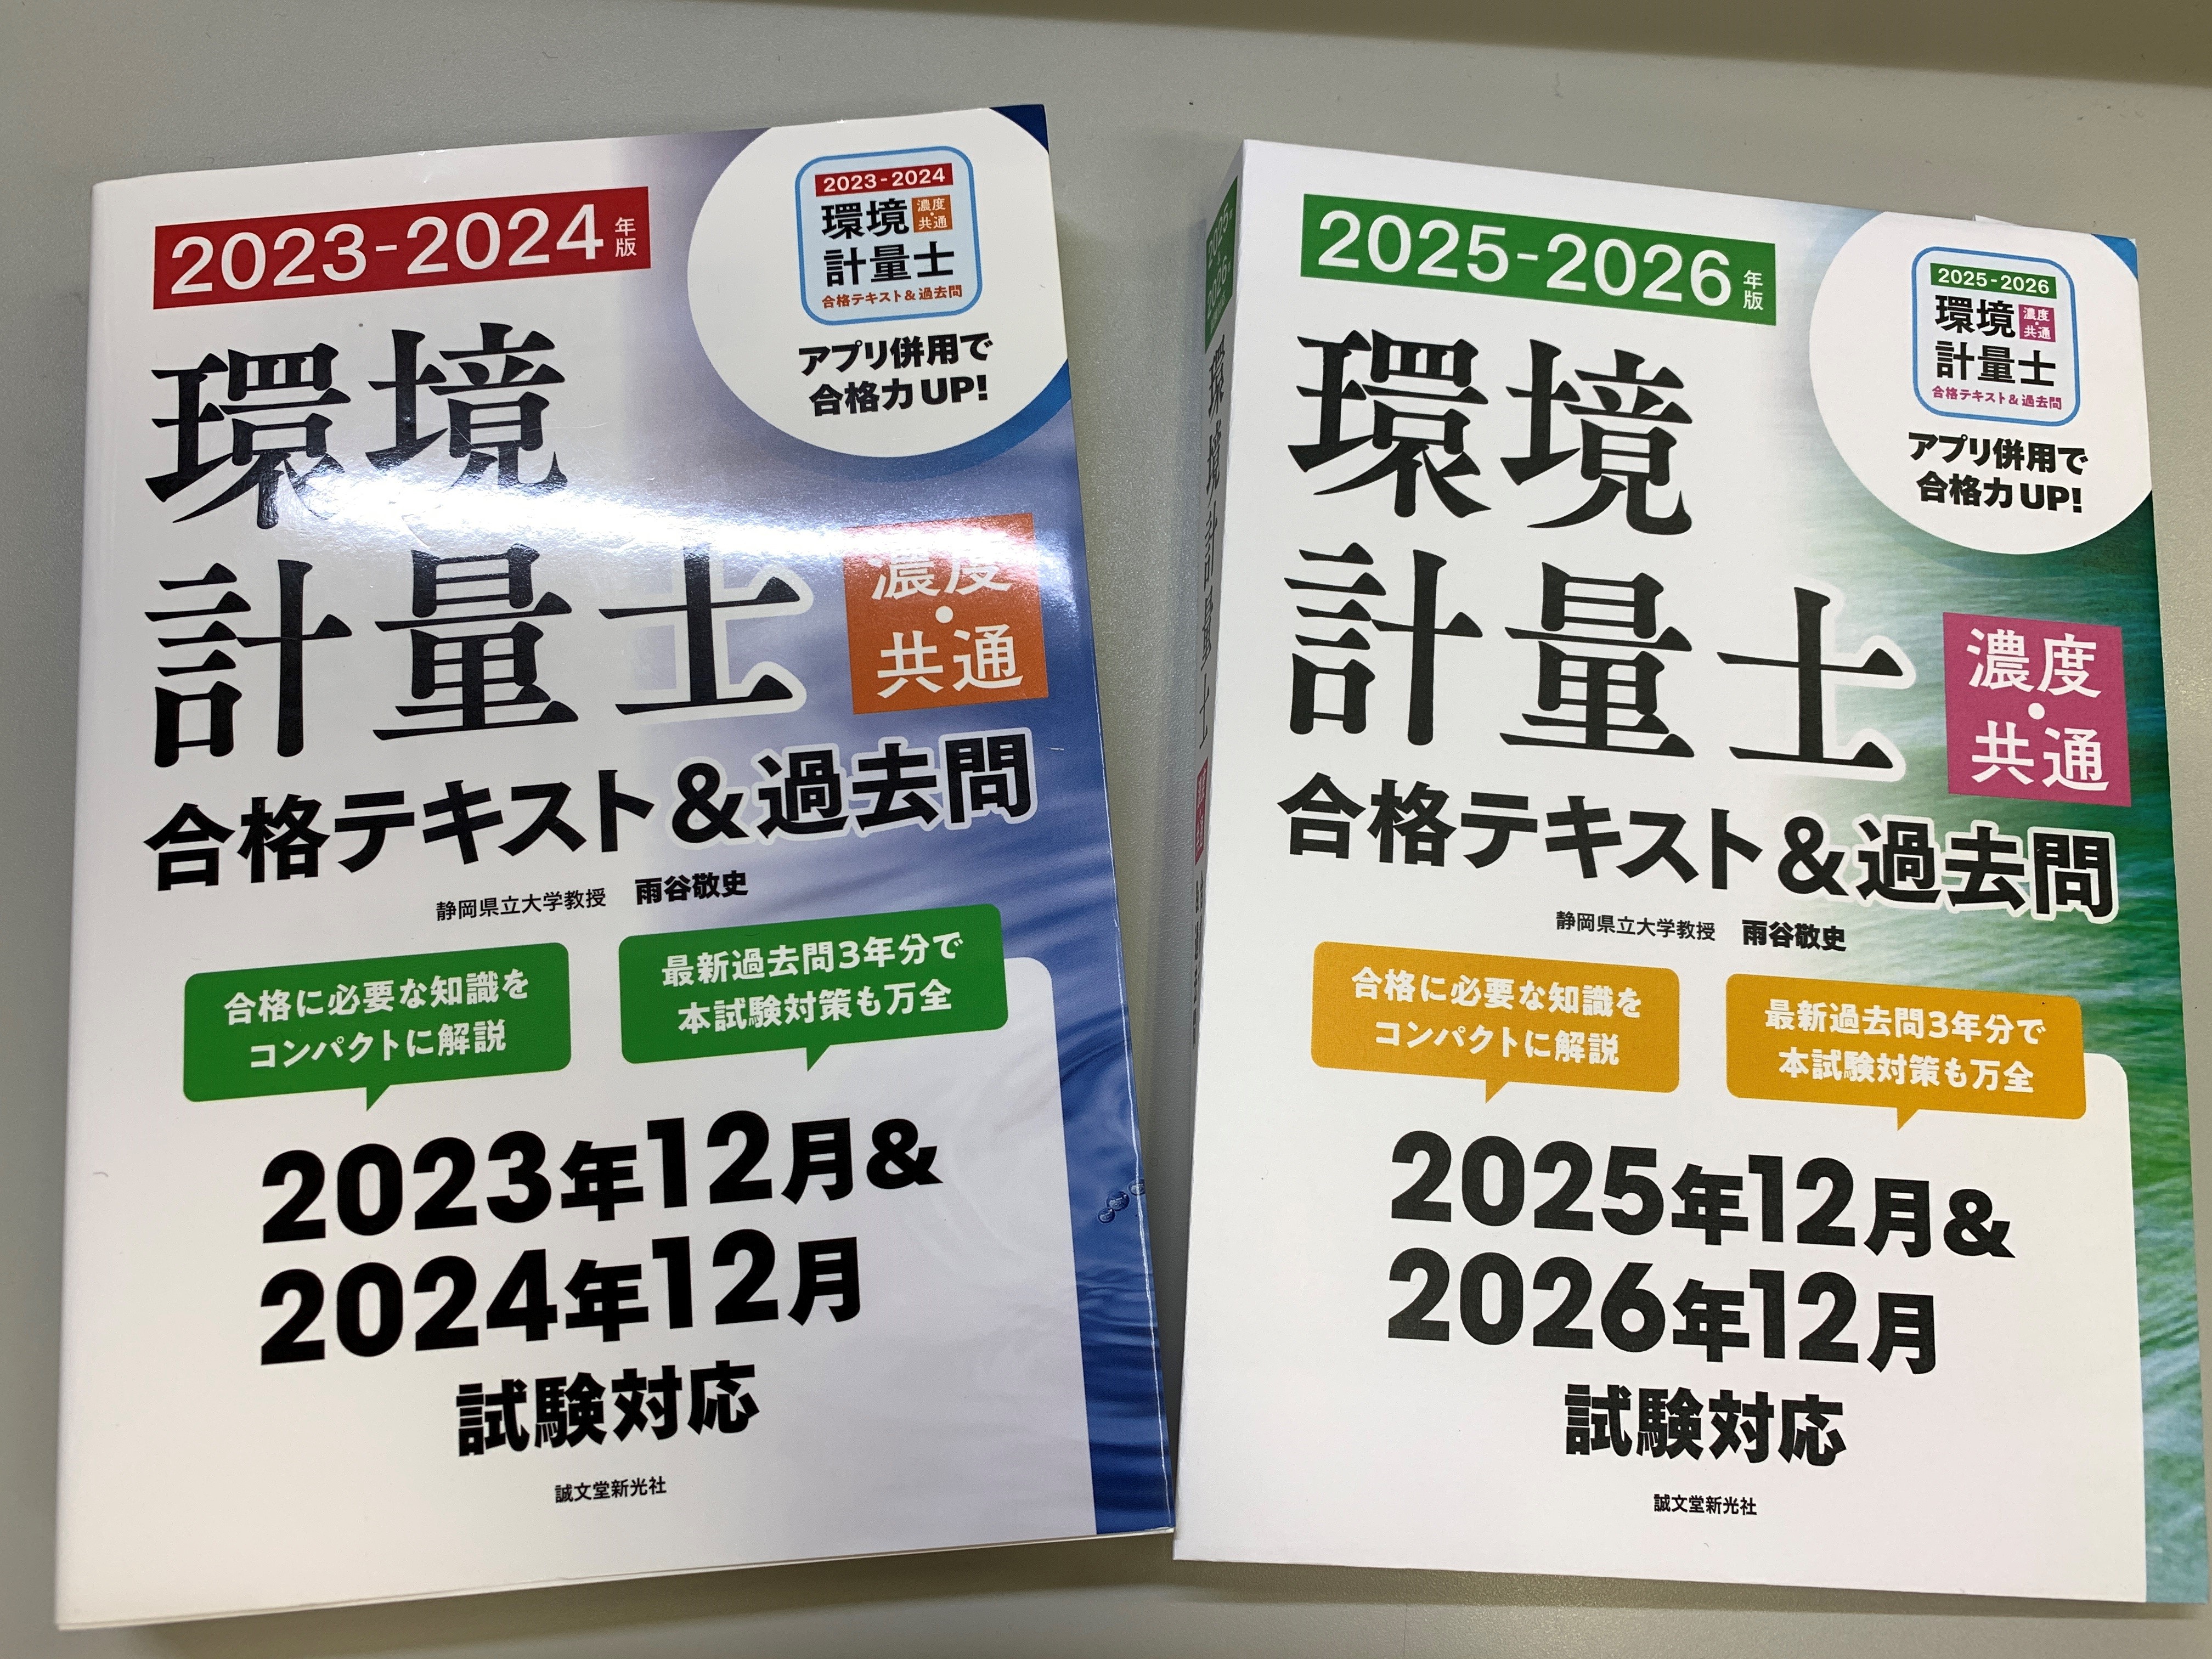 2023-2024年版
2023-2024
環境 濃度・共通
計量士
合格テキスト&過去問
アプリ併用で
合格力UP!
環境
計量士
濃度・
共通
合格テキスト&過去問
静岡県立大学教授 雨谷敬史
合格に必要な知識を
コンパクトに解説
最新過去問3年分で
本試験対策も万全
2023年12月&
2024年12月
試験対応
誠文堂新光社
2025-2026年版
2025-2026
環境 濃度・共通
計量士
合格テキスト&過去問
アプリ併用で
合格力UP!
環境
計量士
濃度・
共通
合格テキスト&過去問
静岡県立大学教授 雨谷敬史
合格に必要な知識を
コンパクトに解説
最新過去問3年分で
本試験対策も万全
2025年12月&
2026年12月
試験対応
誠文堂新光社
環境計量士